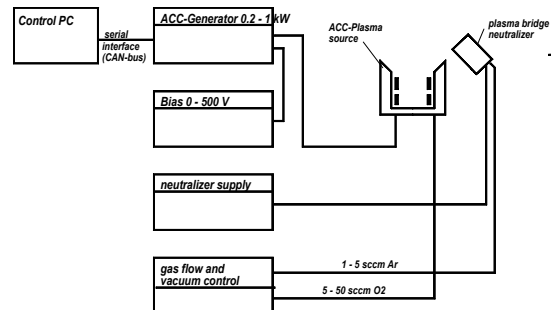 Control PC
serial
interface
(CAN-bus)
ACC-Generator 0.2 - 1 kW
Bias 0 - 500 V
neutralizer supply
gas flow and
vacuum control
ACC-Plasma
source
plasma bridge
neutralizer
1 - 5 sccm Ar
5 - 50 sccm O2